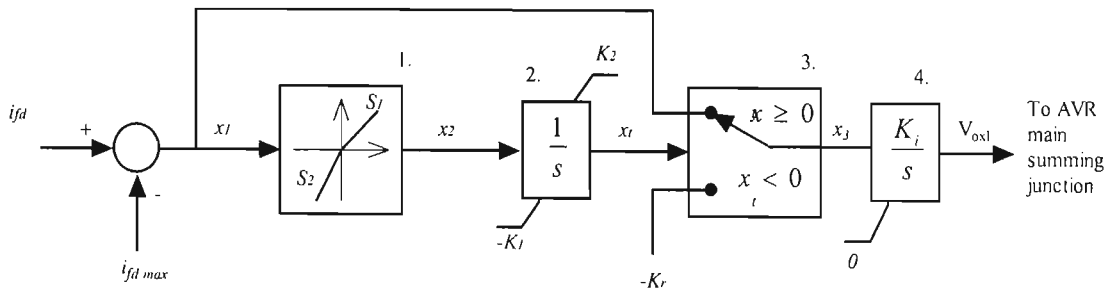 1.
2.
K2
3.
4.
ifd
+
x1
S1
S2
x2
1
s
xt
x ≥ 0
x < 0
t
x3
Ki
s
Voxl
To AVR
main
summing
junction
-
ifd max
-K1
-Kr
0